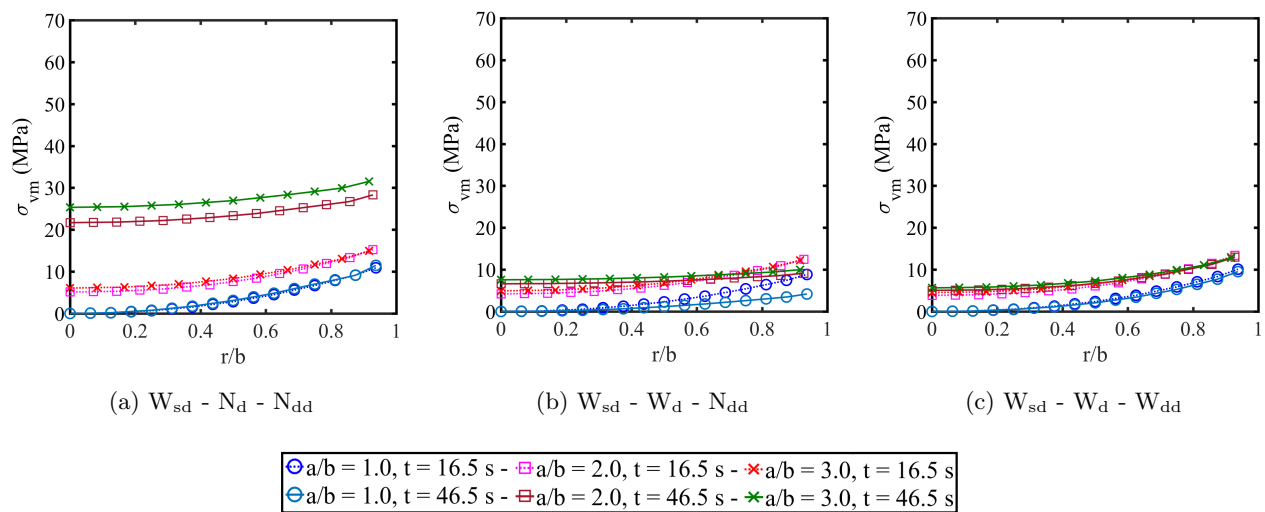 70
60
50
40
30
20
10
0
σvm (MPa)
0 0.2 0.4 0.6 0.8 1
r/b
(a) Wsd - Nd - Ndd
70
60
50
40
30
20
10
0
σvm (MPa)
0 0.2 0.4 0.6 0.8 1
r/b
(b) Wsd - Wd - Ndd
70
60
50
40
30
20
10
0
σvm (MPa)
0 0.2 0.4 0.6 0.8 1
r/b
(c) Wsd - Wd - Wdd
a/b = 1.0, t = 16.5 s - a/b = 2.0, t = 16.5 s - a/b = 3.0, t = 16.5 s
a/b = 1.0, t = 46.5 s - a/b = 2.0, t = 46.5 s - a/b = 3.0, t = 46.5 s